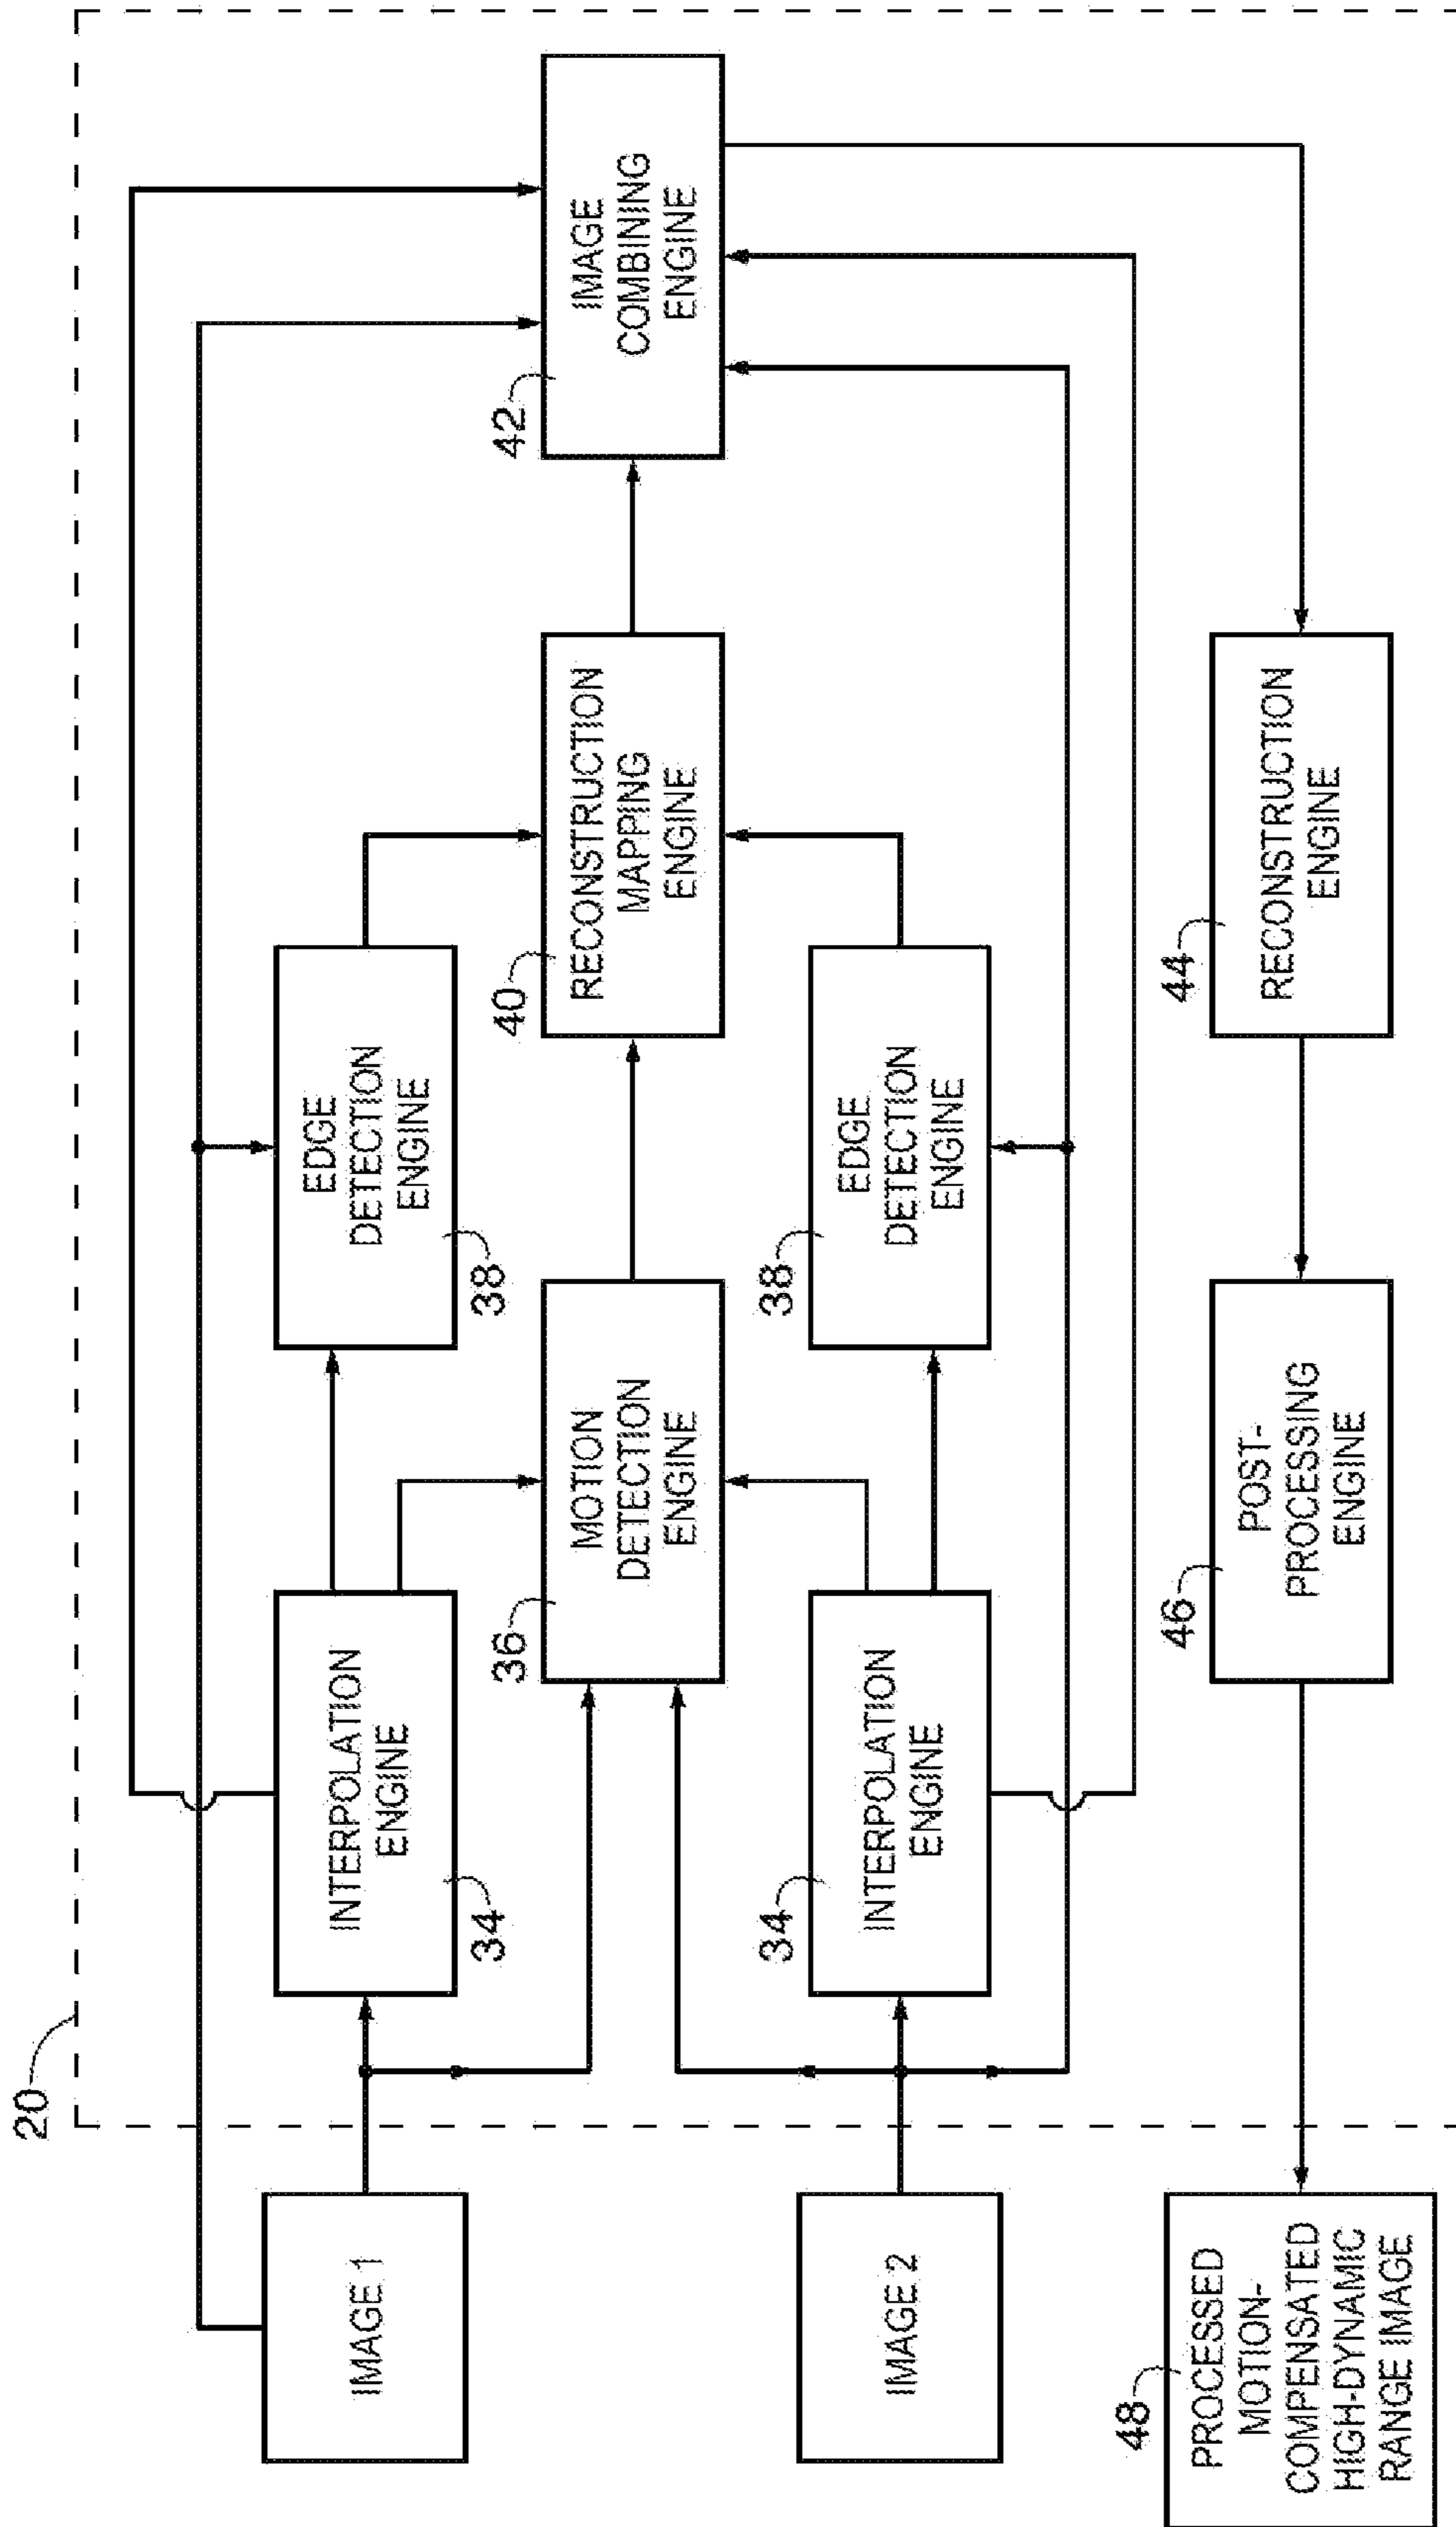 20
IMAGE 1
INTERPOLATION
ENGINE
34
EDGE
DETECTION
ENGINE
38
MOTION
DETECTION
ENGINE
36
RECONSTRUCTION
MAPPING
ENGINE
40
IMAGE
COMBINING
ENGINE
42
IMAGE 2
INTERPOLATION
ENGINE
34
EDGE
DETECTION
ENGINE
38
PROCESSED
MOTION-
COMPENSATED
HIGH-DYNAMIC
RANGE IMAGE
48
POST-
PROCESSING
ENGINE
46
RECONSTRUCTION
ENGINE
44